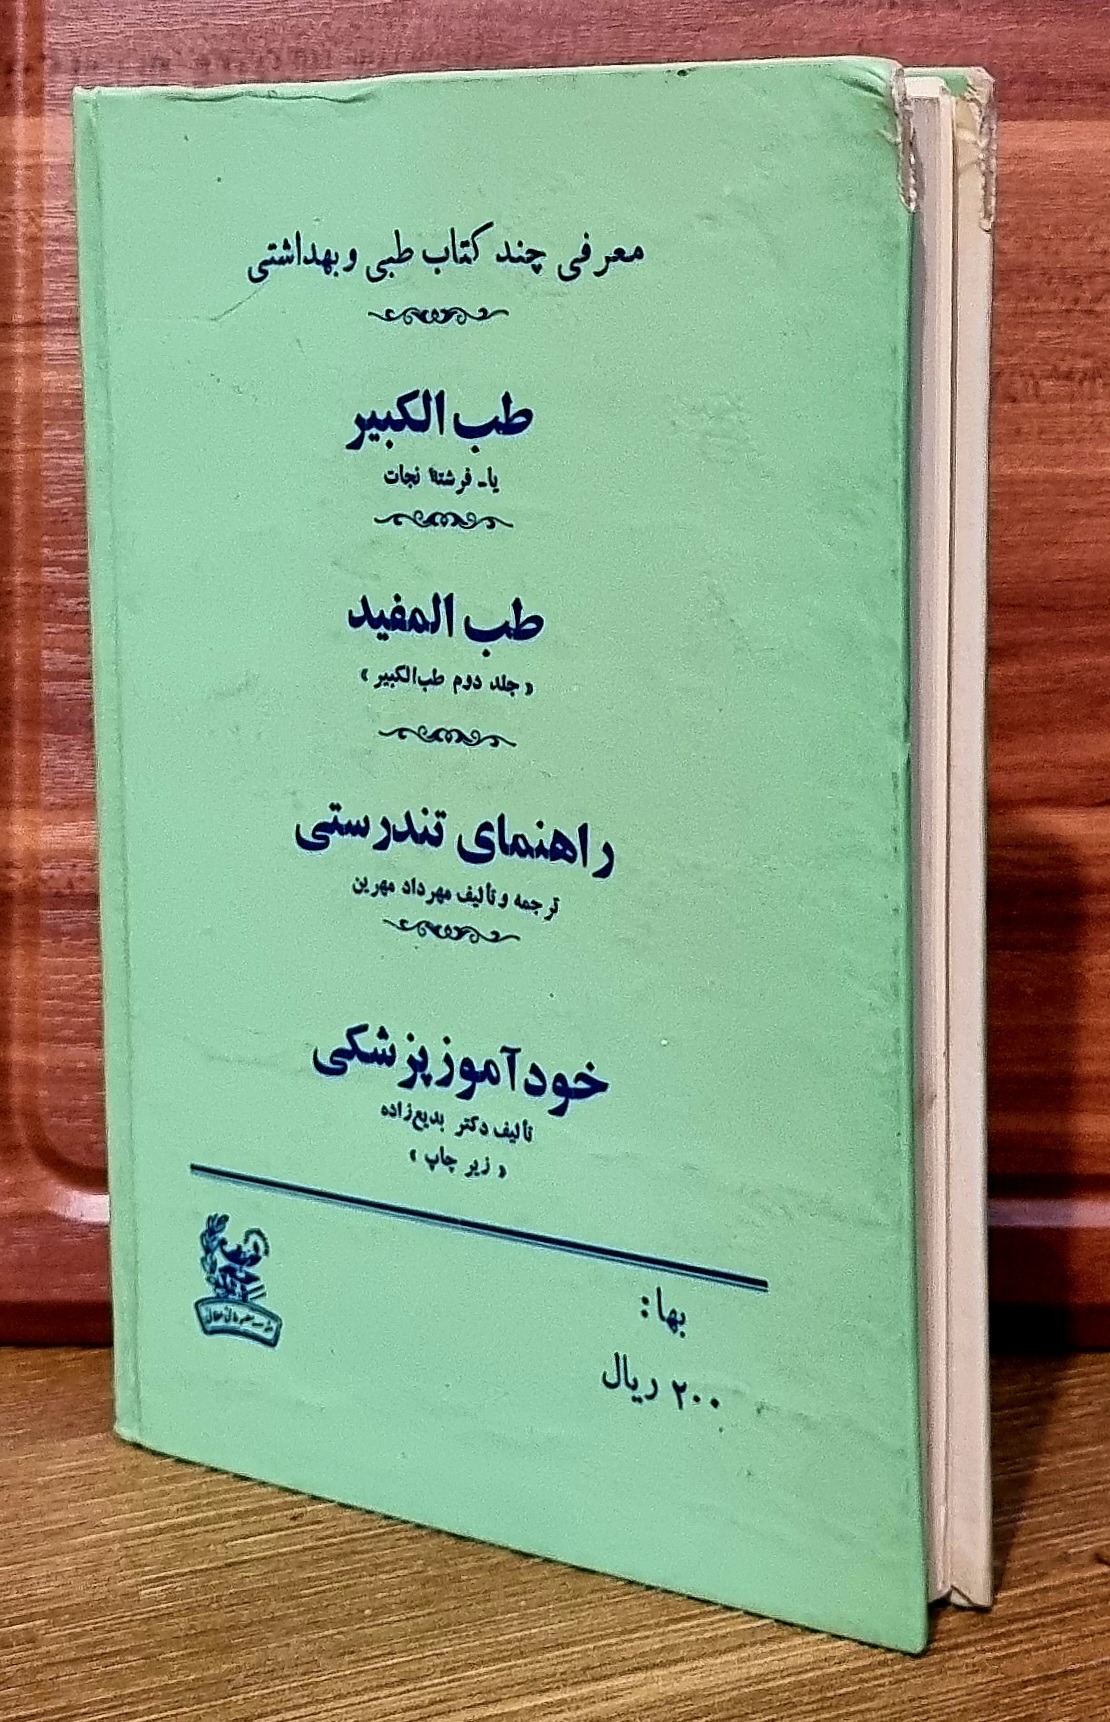 معرفی چند کتاب طبی و بهداشتی
طب الکبیر
یا ـ فرشتهٔ نجات
طب المفید
« جلد دوم طب‌الکبیر »
راهنمای تندرستی
ترجمه و تألیف مهرداد مهرین
خودآموز پزشکی
تألیف دکتر بدیع‌زاده
« زیر چاپ »
بها:
۲۰۰ ریال